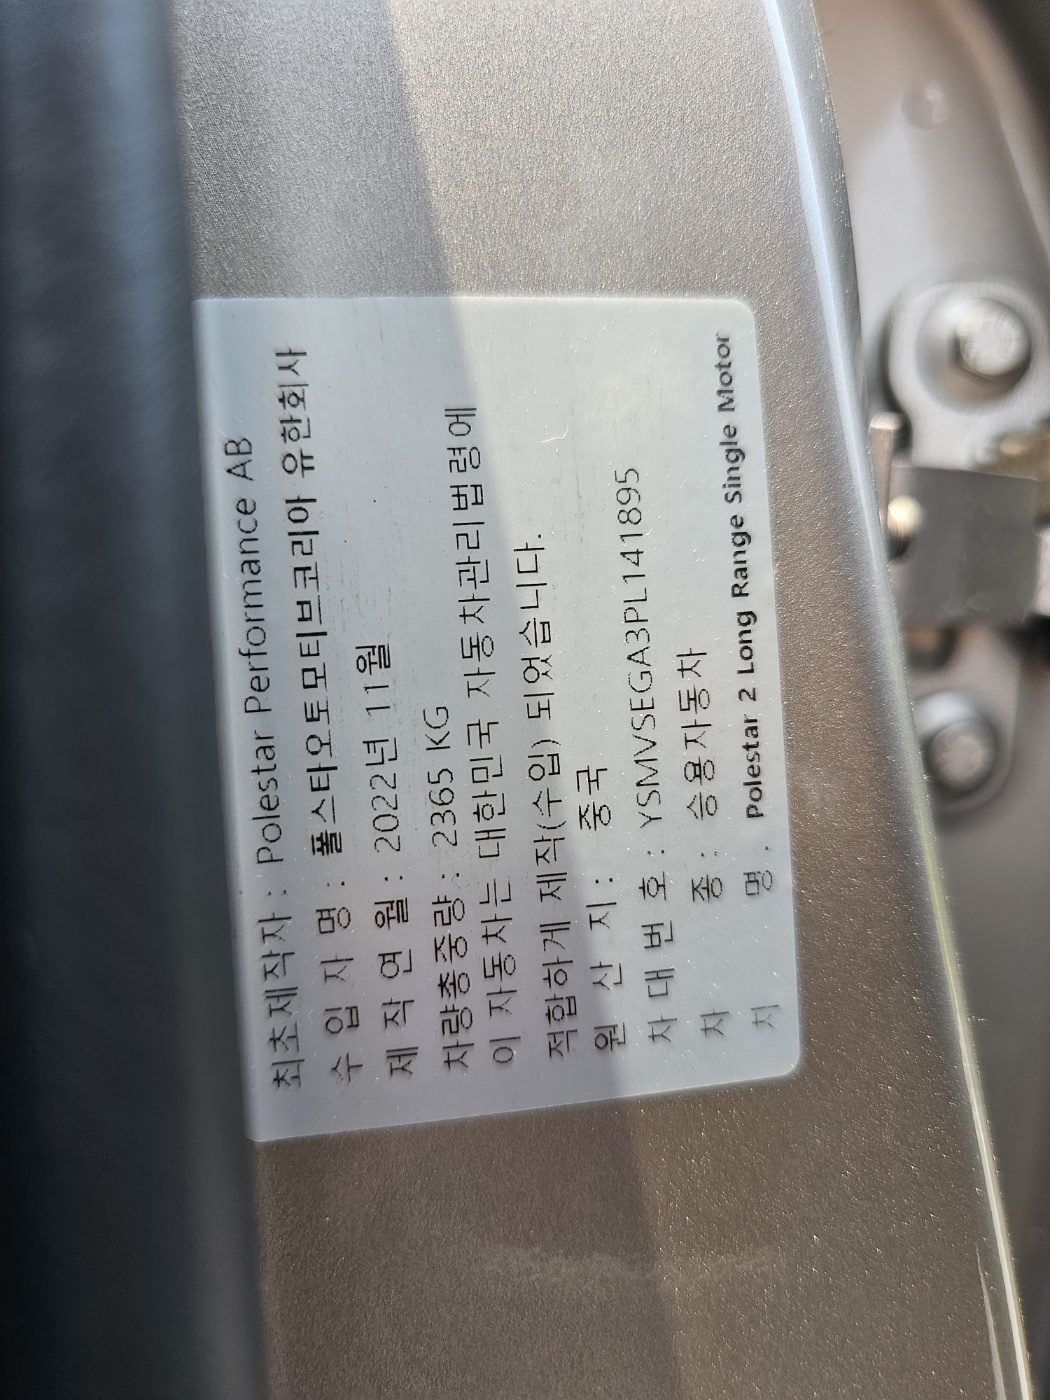 최초제작자 : Polestar Performance AB
수 입 자 명 : 폴스타오토모티브코리아 유한회사
제 작 연 월 : 2022년 11월
차량총중량 : 2365 KG
이 자동차는 대한민국 자동차관리법령에
적합하게 제작(수입) 되었습니다.
원 산 지 : 중국
차 대 번 호 : YSMVSEGA3PL141895
차 종 : 승용자동차
차 명 : Polestar 2 Long Range Single Motor